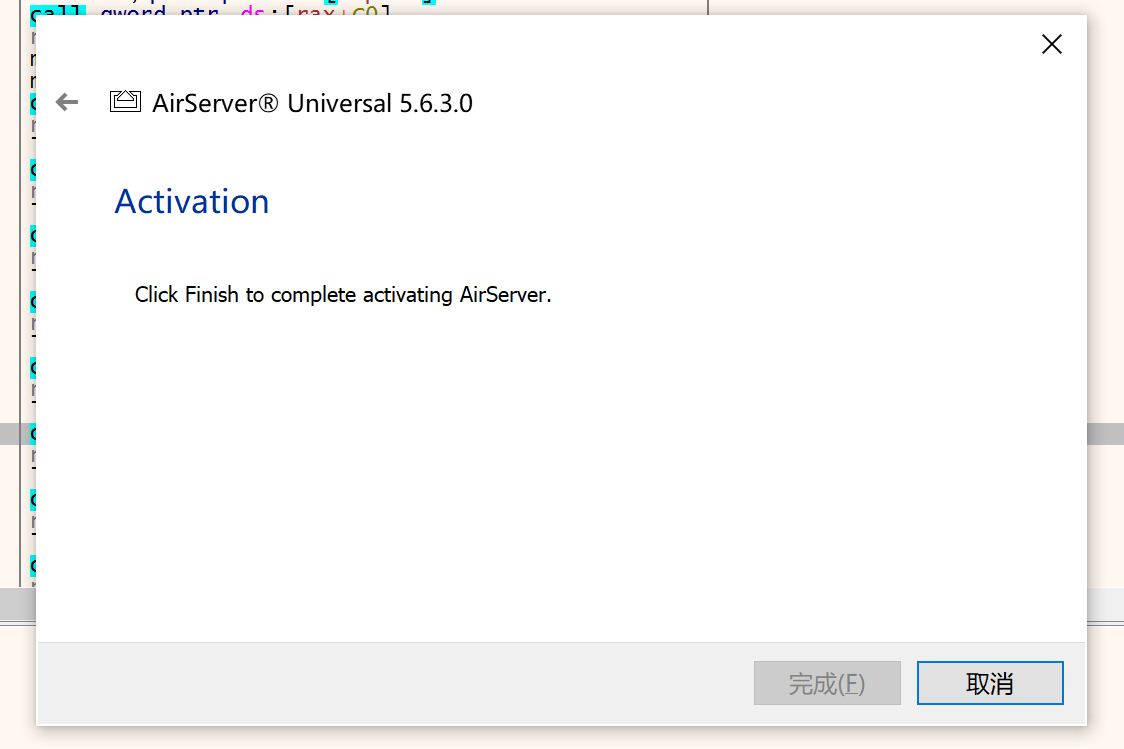 call qword ptr ds:[rax+c0]
AirServer® Universal 5.6.3.0
Activation
Click Finish to complete activating AirServer.
完成(F)
取消